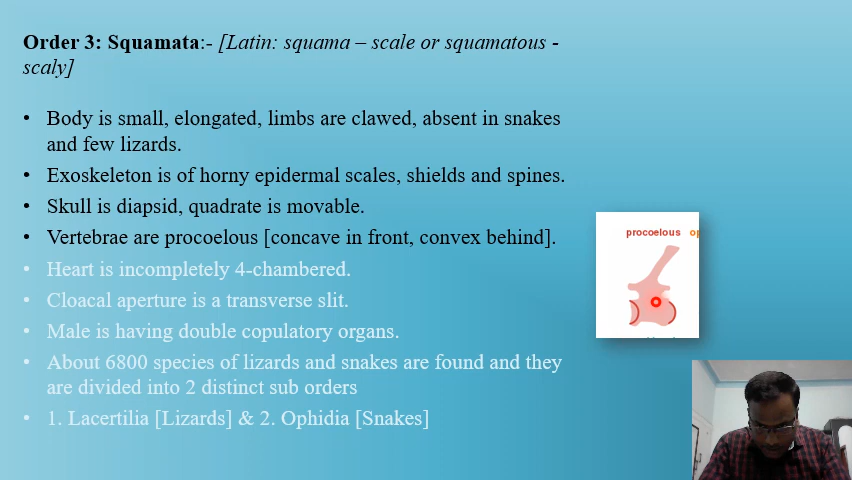 Order 3: Squamata:- [Latin: squama – scale or squamatous -
scaly]
• Body is small, elongated, limbs are clawed, absent in snakes
and few lizards.
• Exoskeleton is of horny epidermal scales, shields and spines.
• Skull is diapsid, quadrate is movable.
• Vertebrae are procoelous [concave in front, convex behind].
• Heart is incompletely 4-chambered.
• Cloacal aperture is a transverse slit.
• Male is having double copulatory organs.
• About 6800 species of lizards and snakes are found and they
are divided into 2 distinct sub orders
• 1. Lacertilia [Lizards] & 2. Ophidia [Snakes]
procoelous